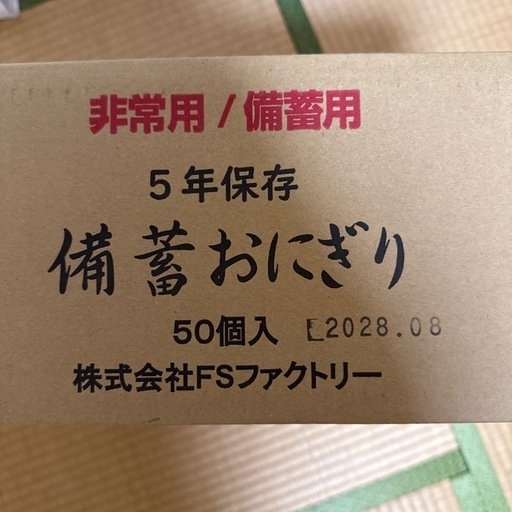 非常用/備蓄用
5年保存
備蓄おにぎり
50個入 2028.08
株式会社FSファクトリー